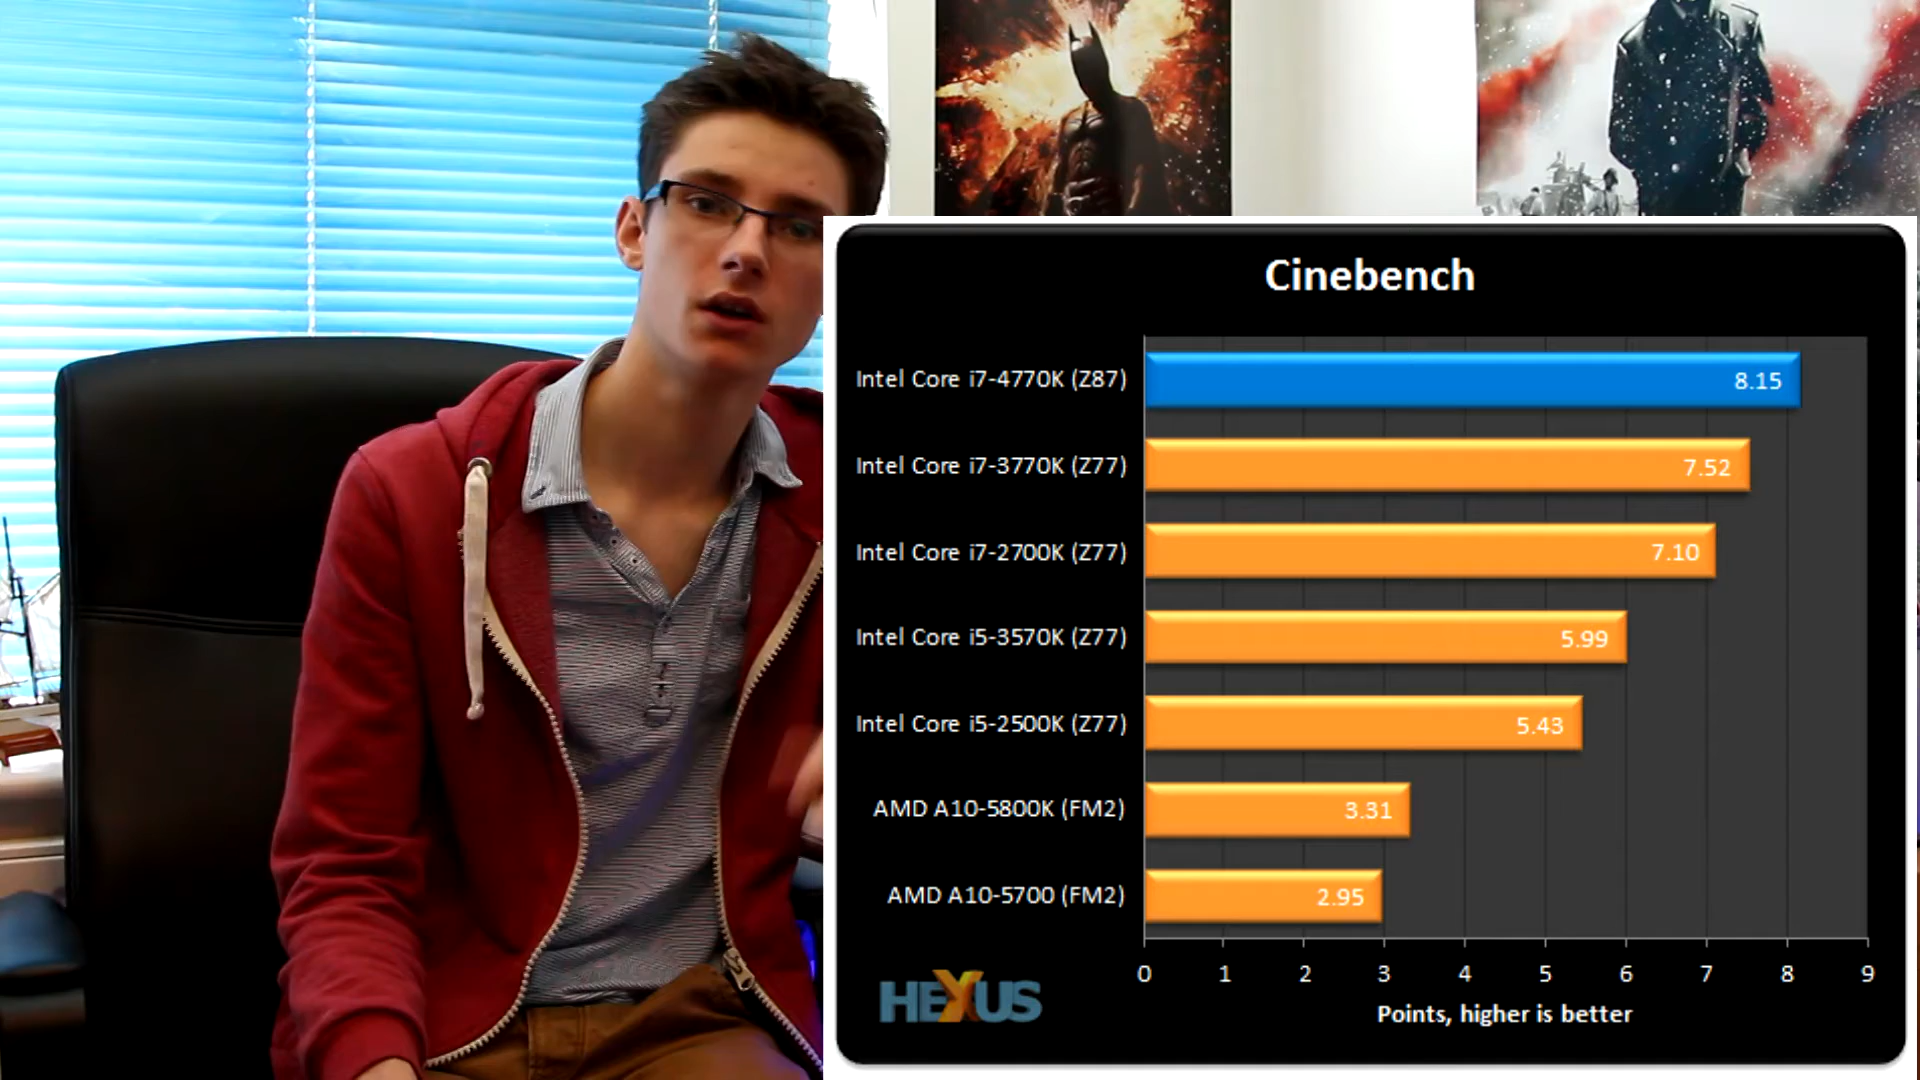 Cinebench
Intel Core i7-4770K (Z87) 8.15
Intel Core i7-3770K (Z77) 7.52
Intel Core i7-2700K (Z77) 7.10
Intel Core i5-3570K (Z77) 5.99
Intel Core i5-2500K (Z77) 5.43
AMD A10-5800K (FM2) 3.31
AMD A10-5700 (FM2) 2.95
0 1 2 3 4 5 6 7 8 9
Points, higher is better
HEXUS